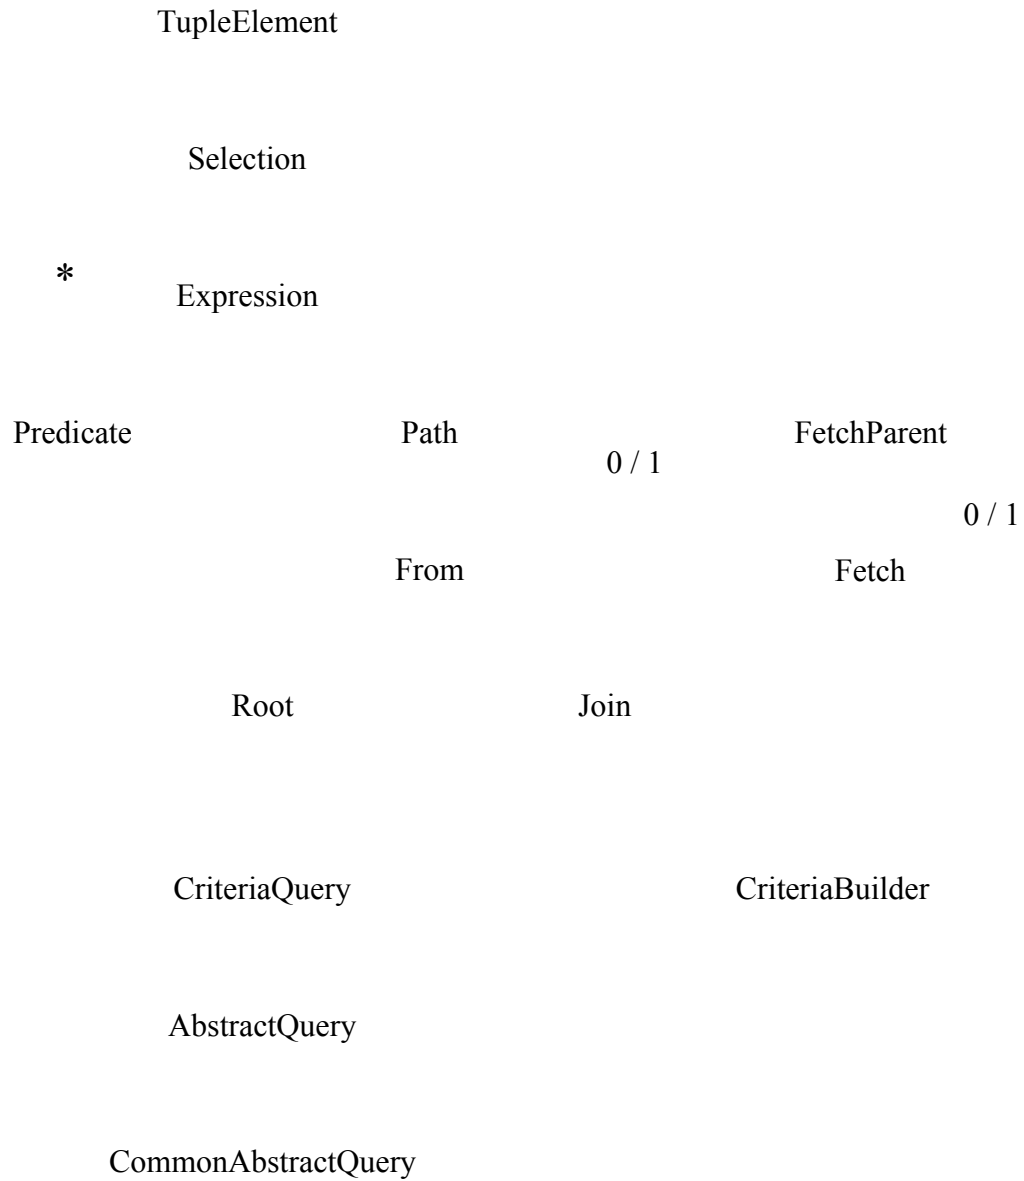 TupleElement
Selection
*
Expression
Predicate
Path
FetchParent
0 / 1
0 / 1
From
Fetch
Root
Join
CriteriaQuery
CriteriaBuilder
AbstractQuery
CommonAbstractQuery